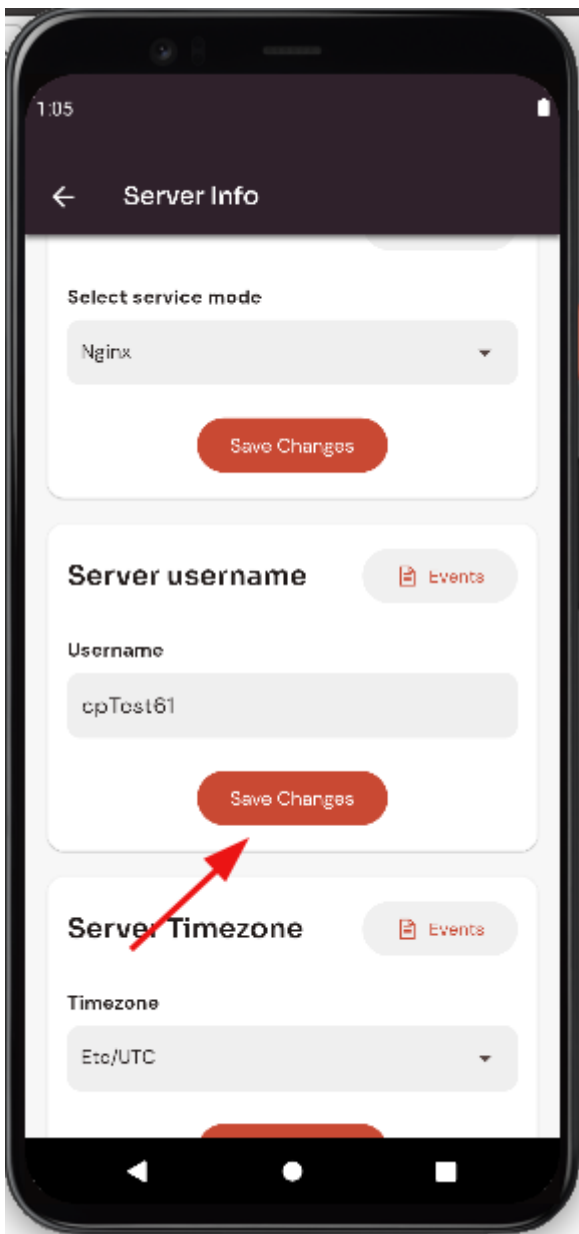 1:05
Server Info
Select service mode
Nginx
Save Changes
Server username
Events
Username
cpTest61
Save Changes
Server Timezone
Events
Timezone
Etc/UTC